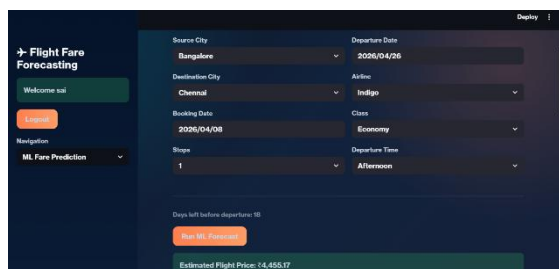 Deploy
✈ Flight Fare
Forecasting
Welcome sai
Logout
Navigation
ML Fare Prediction
Source City
Bangalore
Departure Date
2026/04/26
Destination City
Chennai
Airline
Indigo
Booking Date
2026/04/08
Class
Economy
Stops
1
Departure Time
Afternoon
Days left before departure: 18
Run ML Forecast
Estimated Flight Price: ₹4,455.17